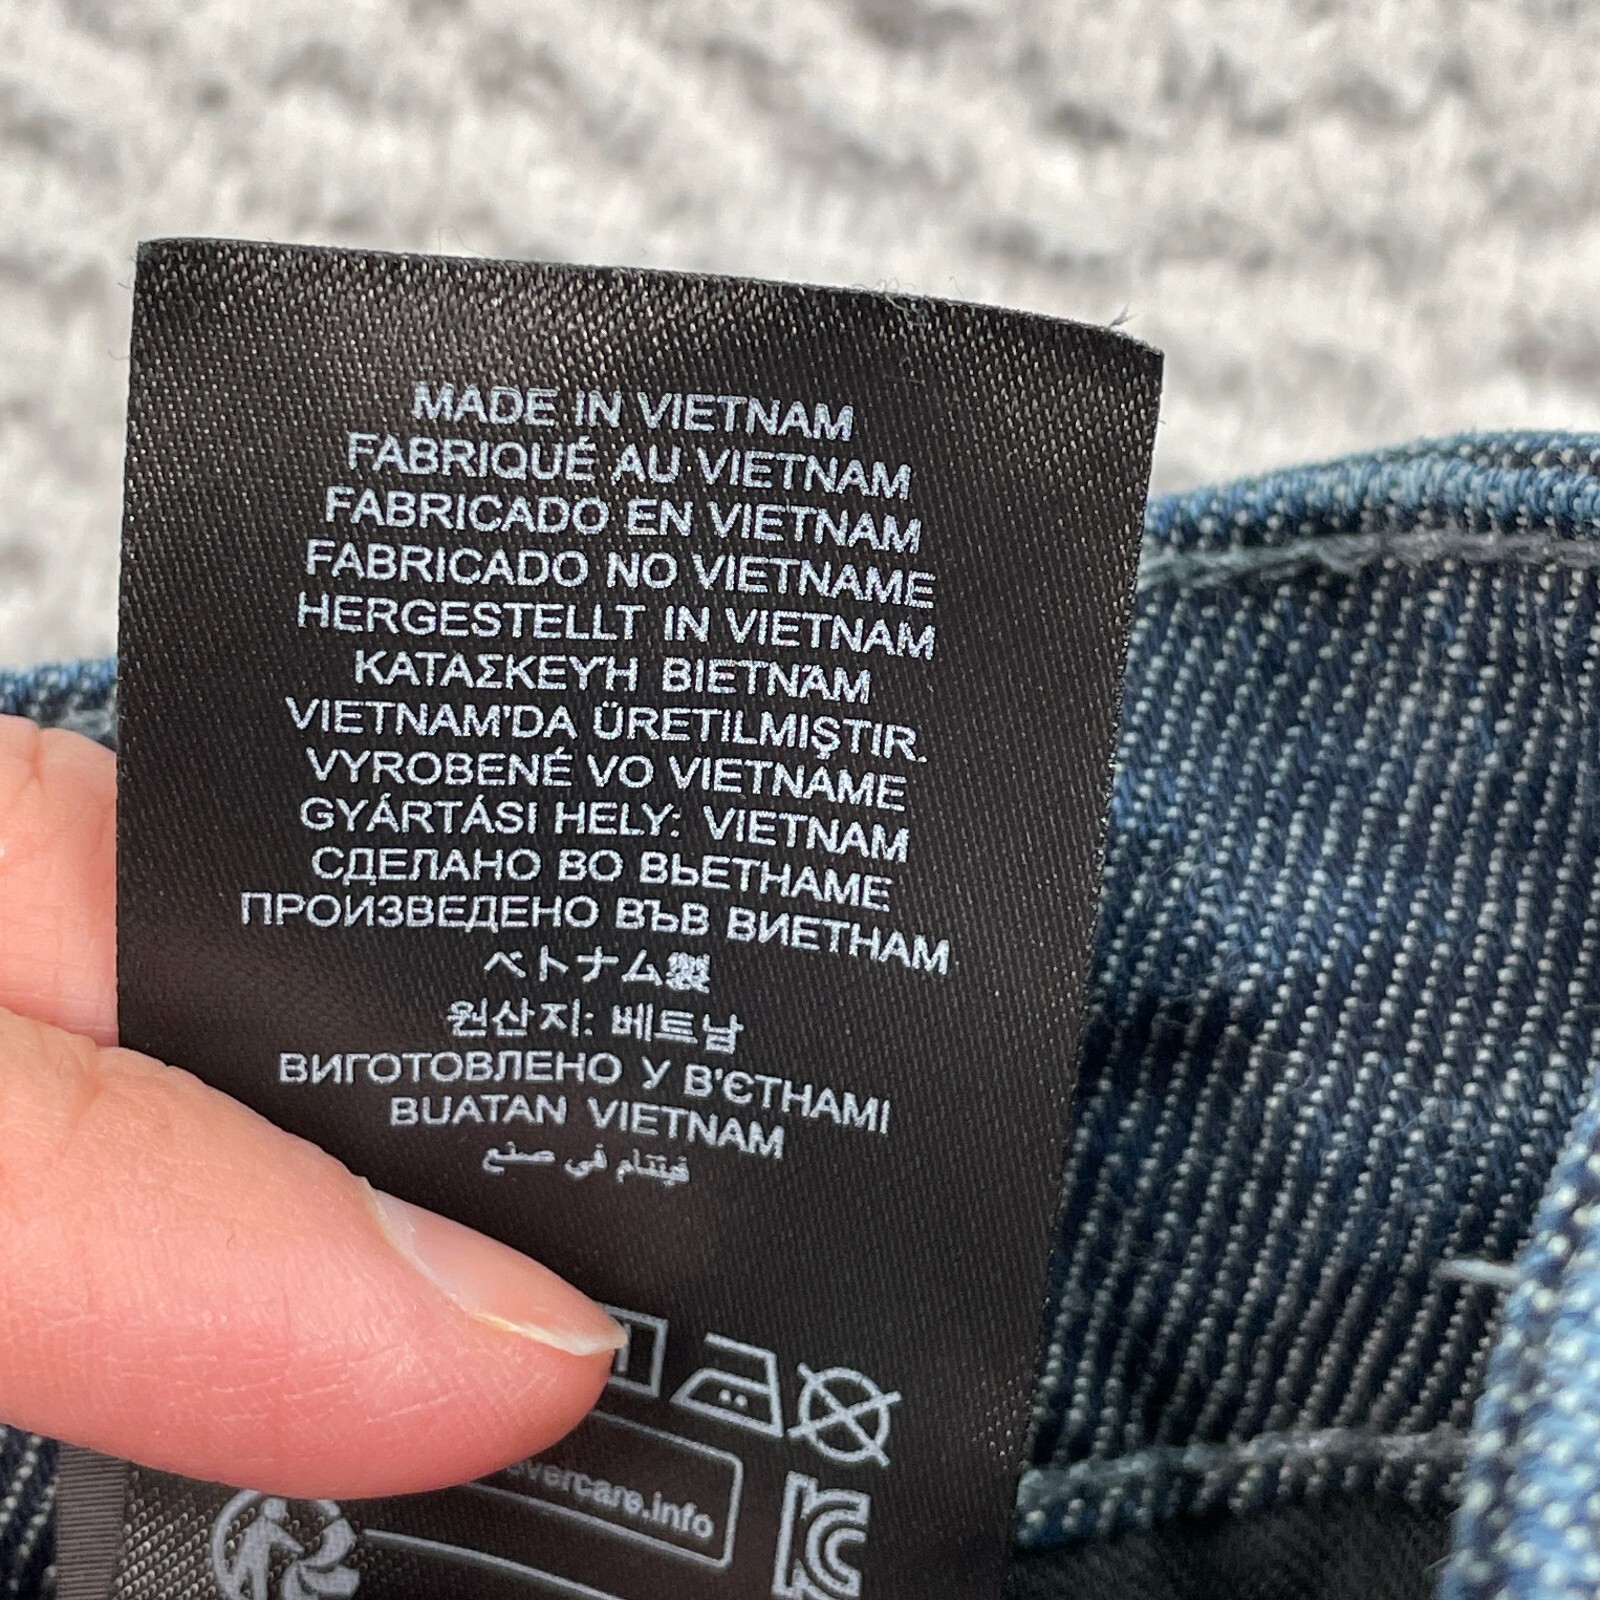 MADE IN VIETNAM
FABRIQUÉ AU VIETNAM
FABRICADO EN VIETNAM
FABRICADO NO VIETNAME
HERGESTELLT IN VIETNAM
ΚΑΤΑΣΚΕΥΉ ΒΙΕΤΝΆΜ
VIETNAM'DA ÜRETILMIŞTIR.
VYROBENÉ VO VIETNAME
GYÁRTÁSI HELY: VIETNAM
СДЕЛАНО ВО ВЬЕТНАМЕ
ПРОИЗВЕДЕНО ВЪВ ВИЕТНАМ
ベトナム製
원산지: 베트남
ВИГОТОВЛЕНО У В'ЄТНАМІ
BUATAN VIETNAM
فيتنام في صنع
vercare.info